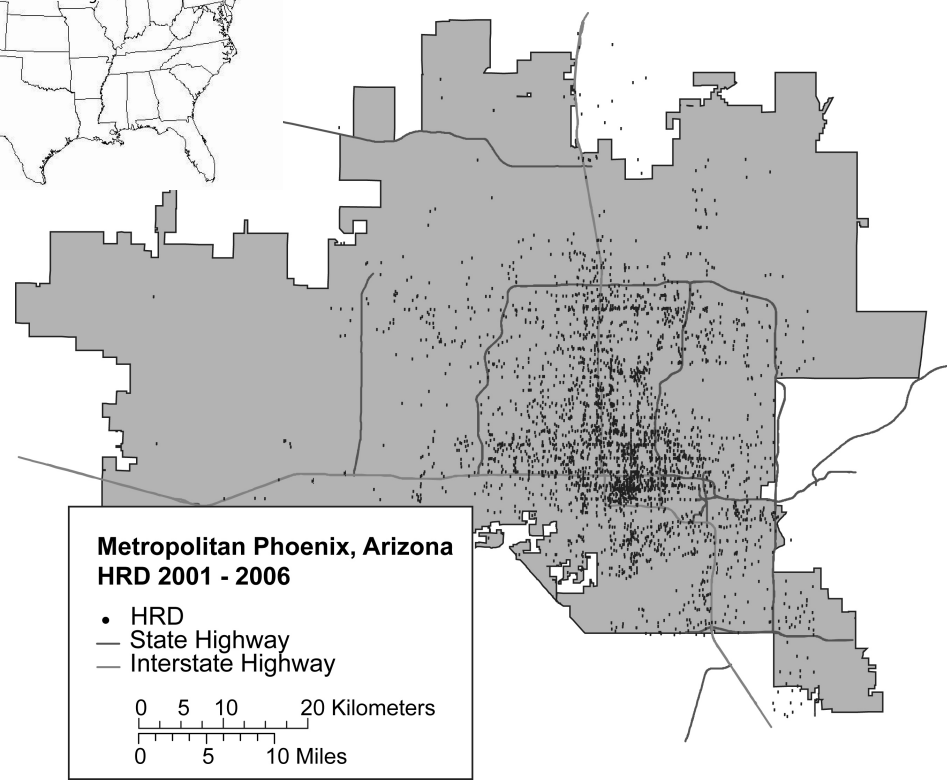 Metropolitan Phoenix, Arizona
HRD 2001 - 2006
HRD
State Highway
Interstate Highway
0 5 10 20 Kilometers
0 5 10 Miles